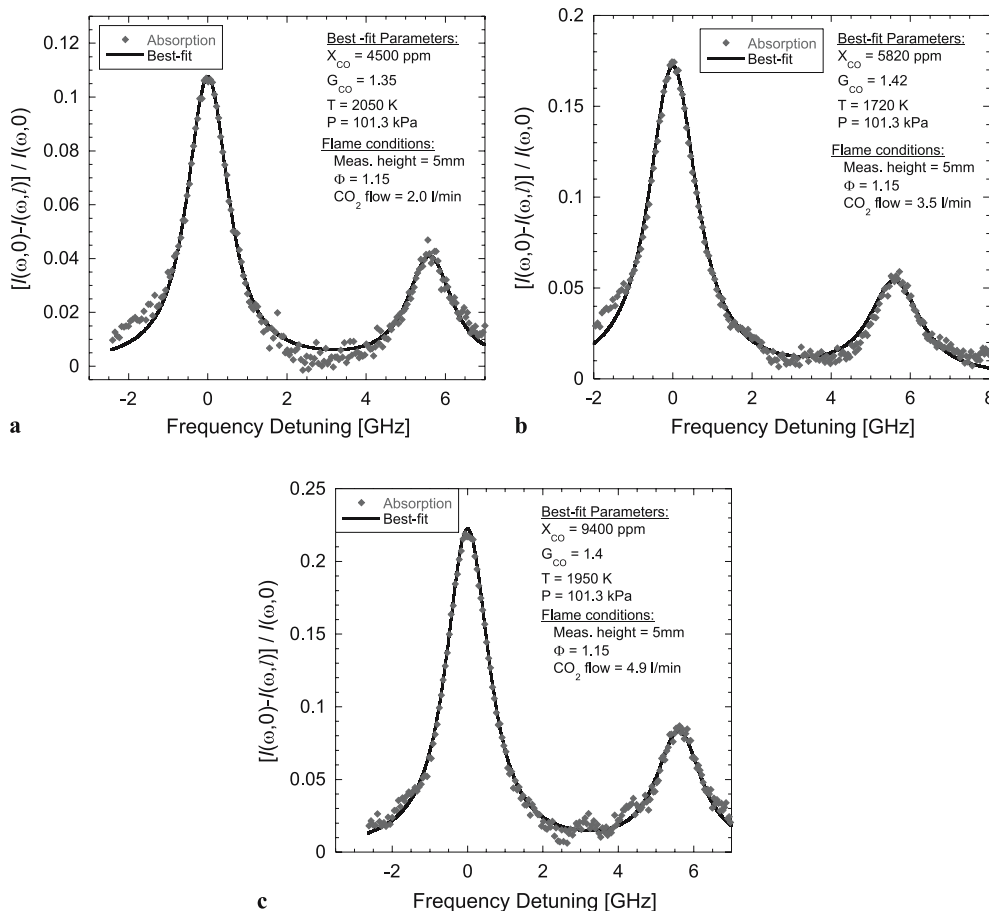 0.12
0.1
0.08
0.06
0.04
0.02
0
[I(ω,0)-I(ω,l)] / I(ω,0)
Absorption
Best-fit
Best -fit Parameters:
X_CO = 4500 ppm
G_CO = 1.35
T = 2050 K
P = 101.3 kPa
Flame conditions:
Meas. height = 5mm
Φ = 1.15
CO₂ flow = 2.0 l/min
-2 0 2 4 6
Frequency Detuning [GHz]
a
0.2
0.15
0.1
0.05
0
[I(ω,0)-I(ω,l)] / I(ω,0)
Absorption
Best-fit
Best-fit Parameters:
X_CO = 5820 ppm
G_CO = 1.42
T = 1720K
P = 101.3 kPa
Flame conditions:
Meas. height = 5mm
Φ = 1.15
CO₂ flow = 3.5 l/min
-2 0 2 4 6 8
Frequency Detuning [GHz]
b
0.25
0.2
0.15
0.1
0.05
0
[I(ω,0)-I(ω,l)] / I(ω,0)
Absorption
Best-fit
Best-fit Parameters:
X_CO = 9400 ppm
G_CO = 1.4
T = 1950 K
P = 101.3 kPa
Flame conditions:
Meas. height = 5mm
Φ = 1.15
CO₂ flow = 4.9 l/min
-2 0 2 4 6
Frequency Detuning [GHz]
c